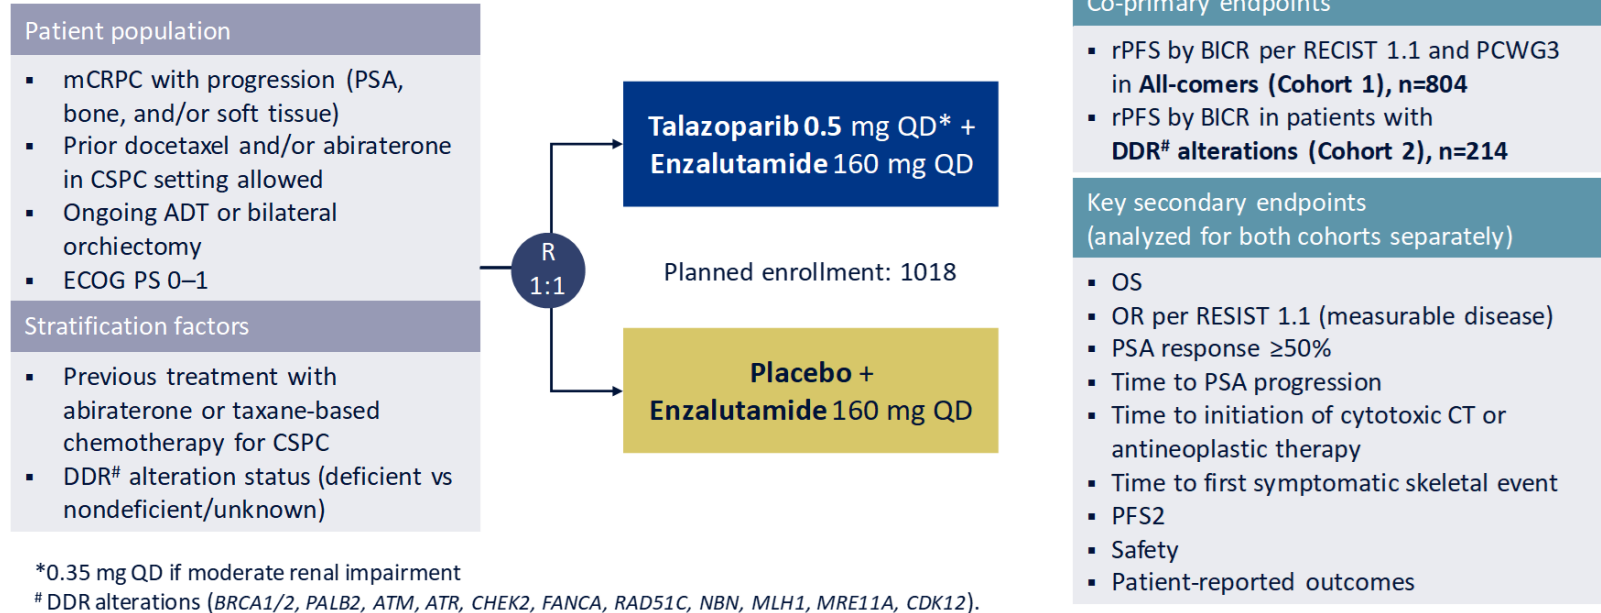 Patient population
▪ mCRPC with progression (PSA,
bone, and/or soft tissue)
▪ Prior docetaxel and/or abiraterone
in CSPC setting allowed
▪ Ongoing ADT or bilateral
orchiectomy
▪ ECOG PS 0–1
Stratification factors
▪ Previous treatment with
abiraterone or taxane-based
chemotherapy for CSPC
▪ DDR# alteration status (deficient vs
nondeficient/unknown)
R
1:1
Talazoparib 0.5 mg QD* +
Enzalutamide 160 mg QD
Planned enrollment: 1018
Placebo +
Enzalutamide 160 mg QD
Co-primary endpoints
▪ rPFS by BICR per RECIST 1.1 and PCWG3
in All-comers (Cohort 1), n=804
▪ rPFS by BICR in patients with
DDR# alterations (Cohort 2), n=214
Key secondary endpoints
(analyzed for both cohorts separately)
▪ OS
▪ OR per RESIST 1.1 (measurable disease)
▪ PSA response ≥50%
▪ Time to PSA progression
▪ Time to initiation of cytotoxic CT or
antineoplastic therapy
▪ Time to first symptomatic skeletal event
▪ PFS2
▪ Safety
▪ Patient-reported outcomes
*0.35 mg QD if moderate renal impairment
# DDR alterations (BRCA1/2, PALB2, ATM, ATR, CHEK2, FANCA, RAD51C, NBN, MLH1, MRE11A, CDK12).